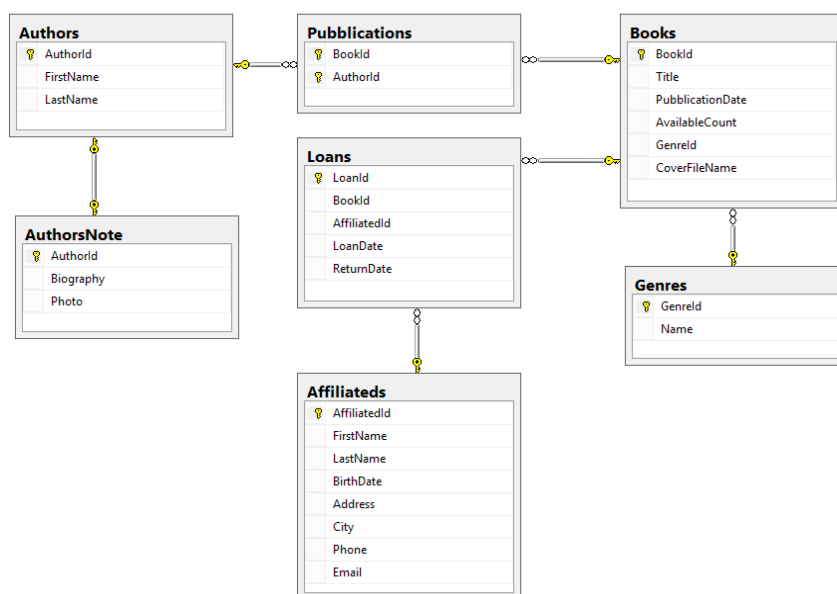 Authors
AuthorId
FirstName
LastName
Pubblications
BookId
AuthorId
Books
BookId
Title
PubblicationDate
AvailableCount
GenreId
CoverFileName
Loans
LoanId
BookId
AffiliatedId
LoanDate
ReturnDate
AuthorsNote
AuthorId
Biography
Photo
Genres
GenreId
Name
Affiliateds
AffiliatedId
FirstName
LastName
BirthDate
Address
City
Phone
Email